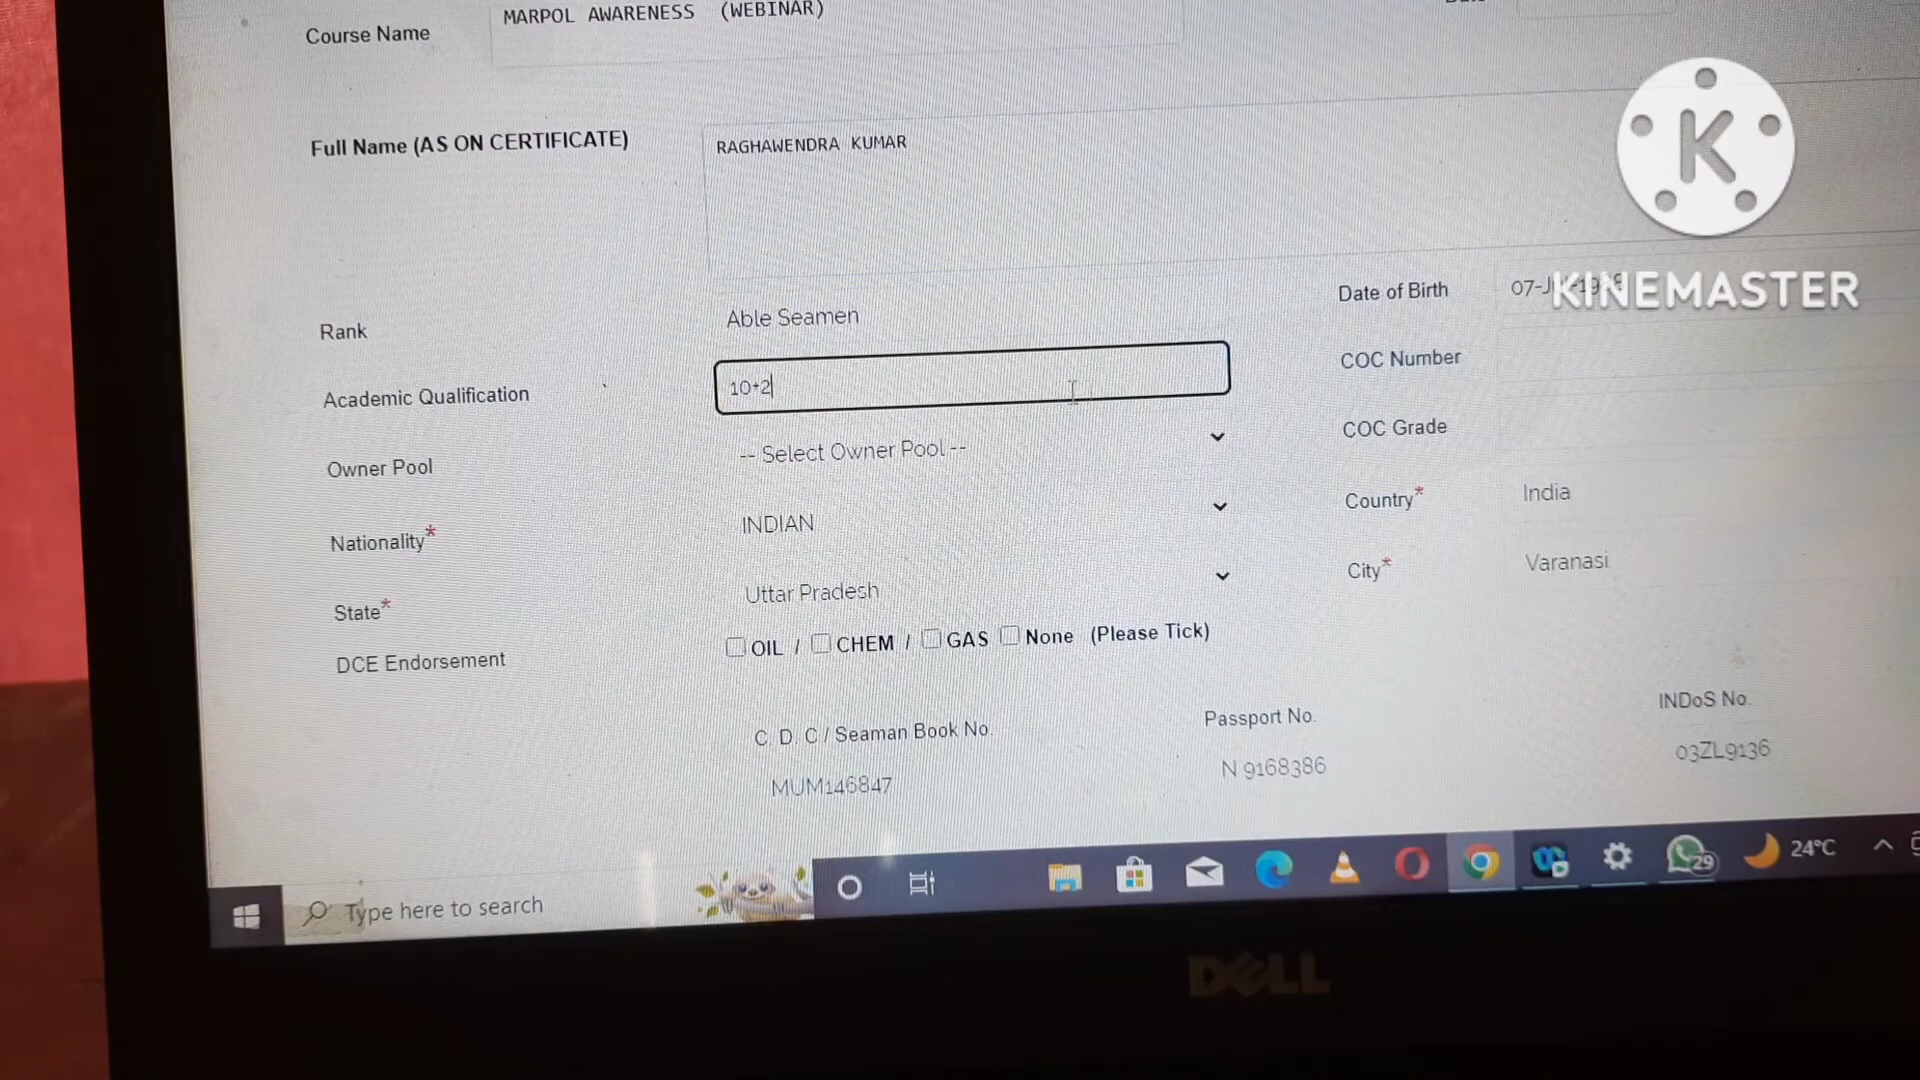 Course Name MARPOL AWARENESS (WEBINAR)
Full Name (AS ON CERTIFICATE) RAGHAWENDRA KUMAR
K
KINEMASTER
Rank Able Seamen Date of Birth
Academic Qualification 10+2 COC Number
Owner Pool -- Select Owner Pool -- COC Grade
Nationality* INDIAN Country* India
State* Uttar Pradesh City* Varanasi
DCE Endorsement OIL / CHEM / GAS None (Please Tick)
C. D. C / Seaman Book No. Passport No. INDoS No.
MUM146847 N 9168386 03ZL9136
Type here to search 29 24°C
DELL